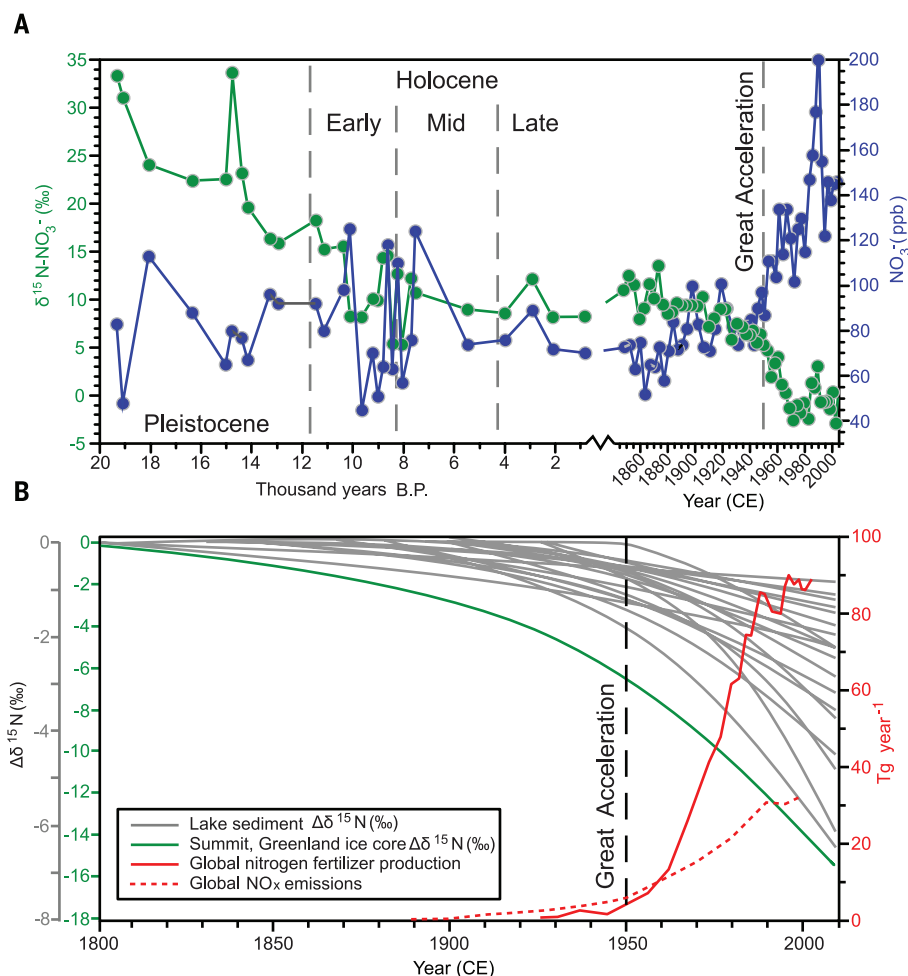 A
35
30
25
20
15
10
5
0
-5
δ¹⁵N-NO₃⁻ (‰)
Holocene
Early
Mid
Late
Pleistocene
Great Acceleration
200
160
120
80
40
NO₃⁻(ppb)
20
18
16
14
12
10
8
6
4
2
Thousand years B.P.
1860
1880
1900
1920
1940
1960
1980
2000
Year (CE)
B
0
-2
-4
-6
-8
Δδ¹⁵N(‰)
0
-2
-4
-6
-8
-10
-12
-14
-16
-18
Great Acceleration
100
80
60
40
20
0
Tg year⁻¹
Lake sediment Δδ¹⁵N(‰)
Summit, Greenland ice core Δδ¹⁵N(‰)
Global nitrogen fertilizer production
Global NOₓ emissions
1800
1850
1900
1950
2000
Year (CE)